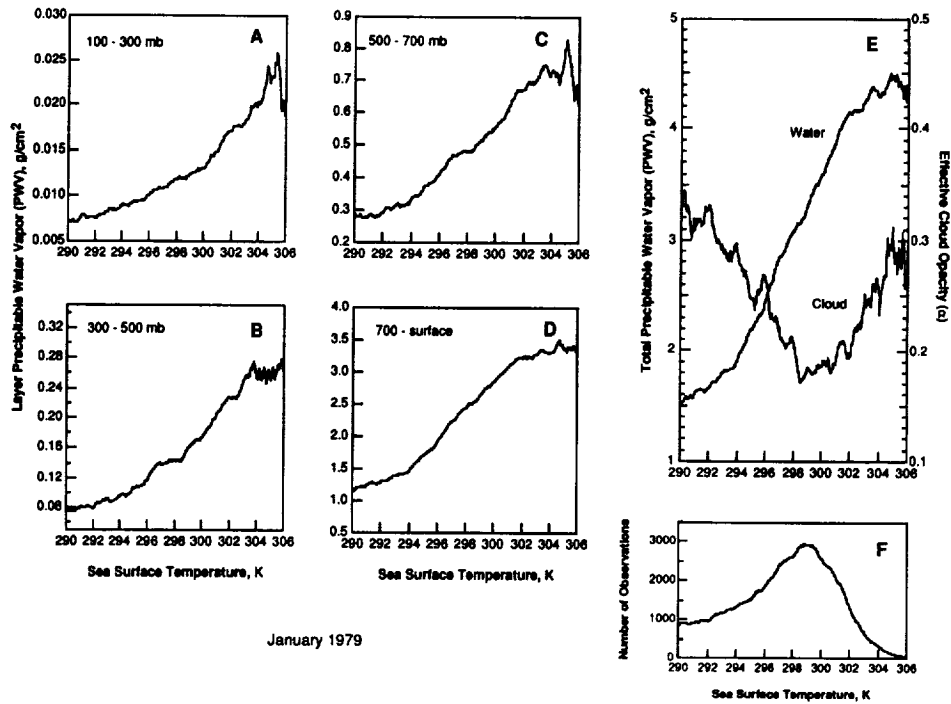 A
100 - 300 mb
0.030
0.025
0.020
0.015
0.010
0.005
290 292 294 296 298 300 302 304 306
C
500 - 700 mb
0.9
0.8
0.7
0.6
0.5
0.4
0.3
0.2
290 292 294 296 298 300 302 304 306
Layer Precipitable Water Vapor (PWV), g/cm2
B
300 - 500 mb
0.32
0.28
0.24
0.20
0.16
0.12
0.08
290 292 294 296 298 300 302 304 306
Sea Surface Temperature, K
D
700 - surface
4.0
3.5
3.0
2.5
2.0
1.5
1.0
0.5
290 292 294 296 298 300 302 304 306
Sea Surface Temperature, K
E
Water
Cloud
Total Precipitable Water Vapor (PWV), g/cm2
5
4
3
2
1
Effective Cloud Opacity (α)
0.5
0.4
0.3
0.2
0.1
290 292 294 296 298 300 302 304 306
F
Number of Observations
3000
2000
1000
0
290 292 294 296 298 300 302 304 306
Sea Surface Temperature, K
January 1979